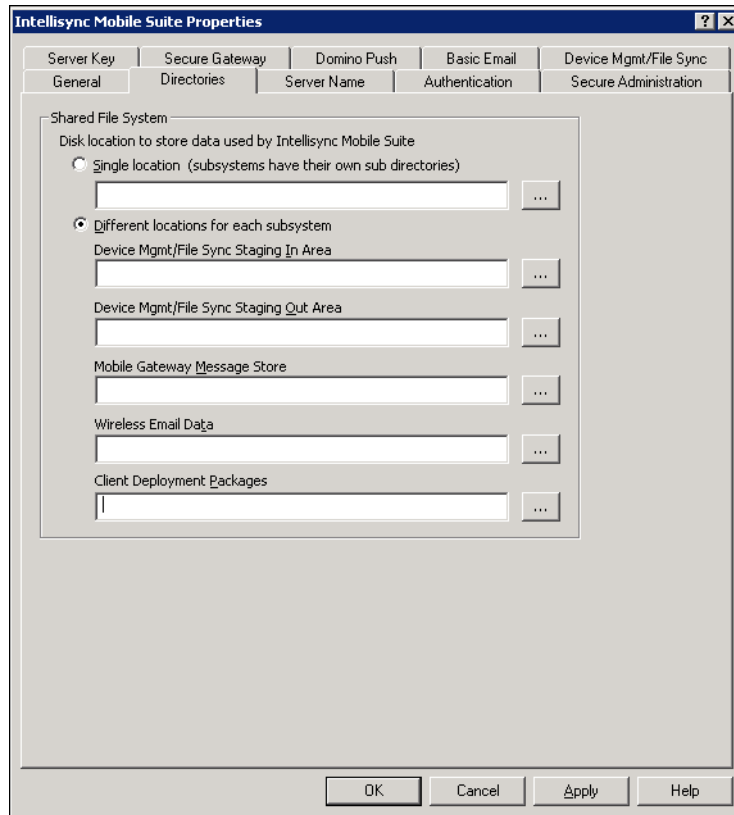 Intellisync Mobile Suite Properties
Server Key Secure Gateway Domino Push Basic Email Device Mgmt/File Sync
General Directories Server Name Authentication Secure Administration
Shared File System
Disk location to store data used by Intellisync Mobile Suite
Single location (subsystems have their own sub directories)
...
Different locations for each subsystem
Device Mgmt/File Sync Staging In Area
...
Device Mgmt/File Sync Staging Out Area
...
Mobile Gateway Message Store
...
Wireless Email Data
...
Client Deployment Packages
...
OK Cancel Apply Help